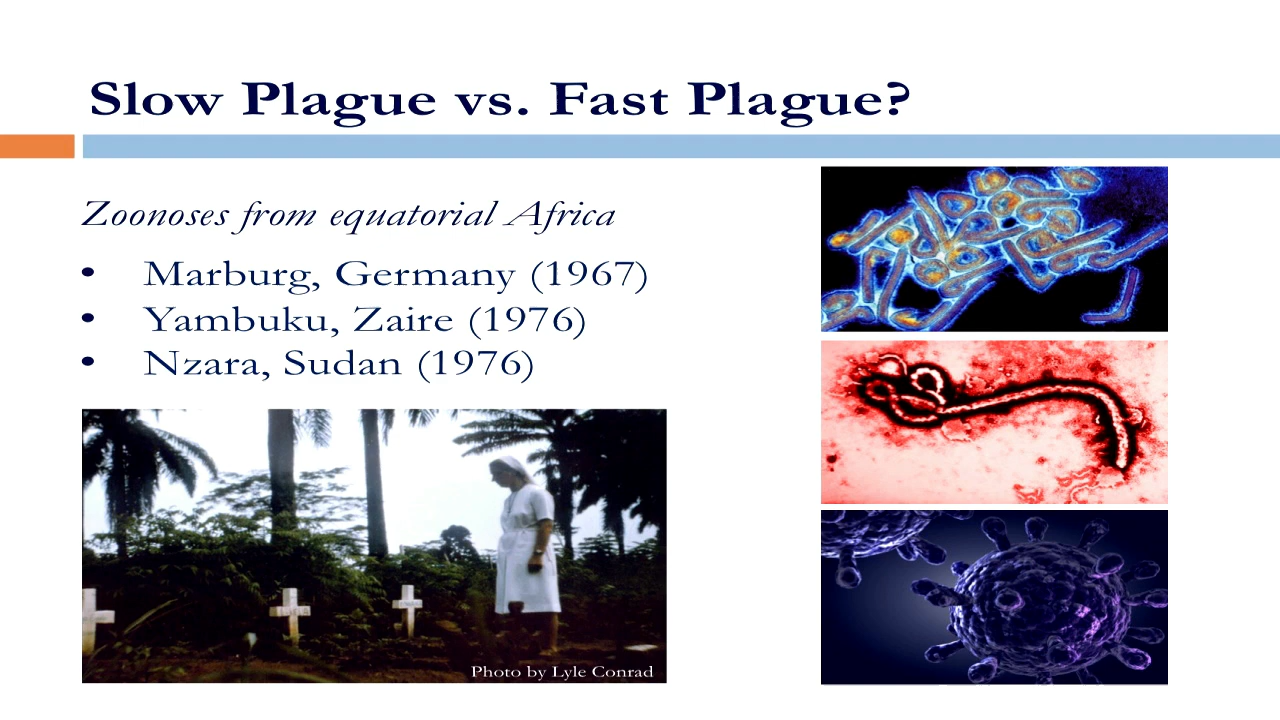 Slow Plague vs. Fast Plague?
Zoonoses from equatorial Africa
• Marburg, Germany (1967)
• Yambuku, Zaire (1976)
• Nzara, Sudan (1976)
Photo by Lyle Conrad